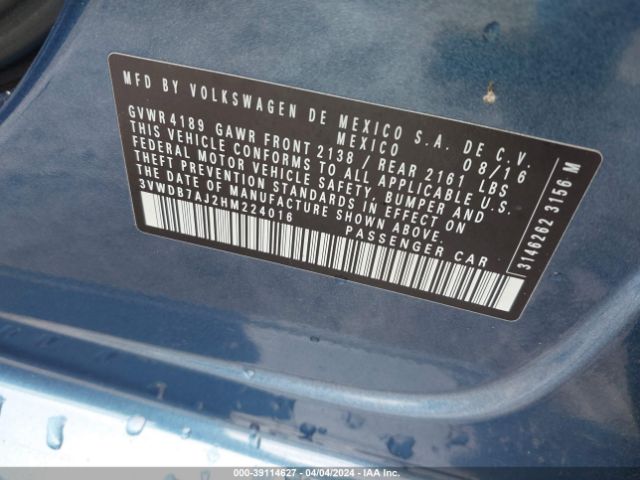 MFD BY VOLKSWAGEN DE MEXICO S.A. DE C.V.
MEXICO 08/16
GVWR 4189 GAWR FRONT 2138 / REAR 2161 LBS
THIS VEHICLE CONFORMS TO ALL APPLICABLE U.S.
FEDERAL MOTOR VEHICLE SAFETY, BUMPER AND
THEFT PREVENTION STANDARDS IN EFFECT ON
DATE OF MANUFACTURE SHOWN ABOVE.
3VWDB7AJ2HM224016
PASSENGER CAR
3146262 3156 M
000-39114627 - 04/04/2024 - IAA Inc.